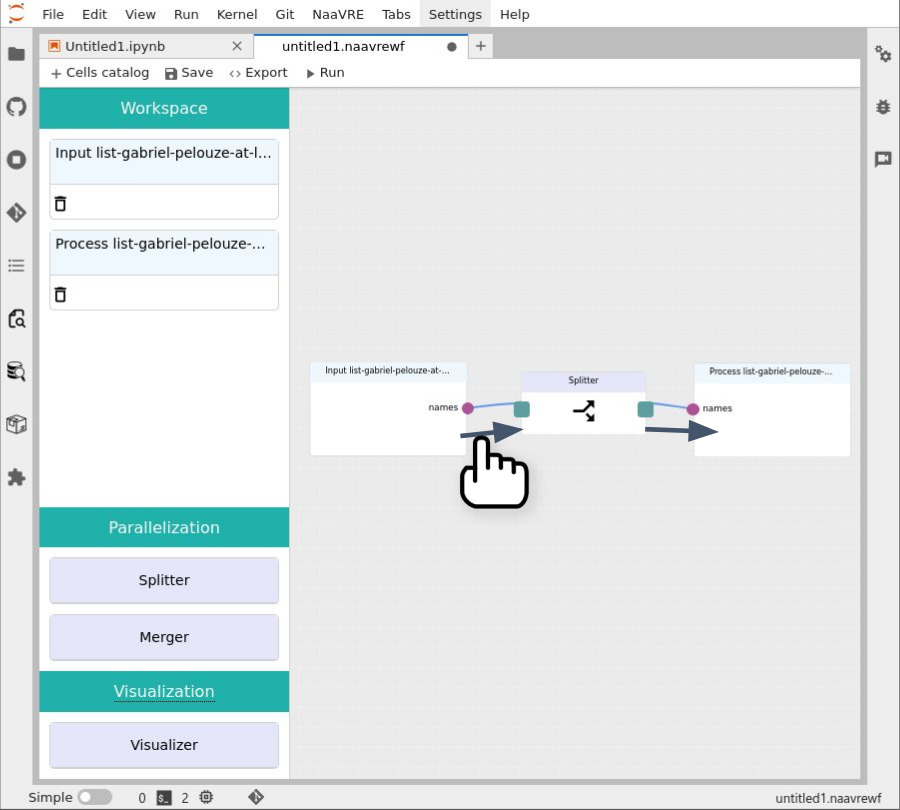 File Edit View Run Kernel Git NaaVRE Tabs Settings Help
Untitled1.ipynb untitled1.naavrewf
Cells catalog Save Export Run
Workspace
Input list-gabriel-pelouze-at-l...
Process list-gabriel-pelouze-...
Input list-gabriel-pelouze-at-...
names
Splitter
Process list-gabriel-pelouze-...
names
Parallelization
Splitter
Merger
Visualization
Visualizer
Simple 0 2 untitled1.naavrewf